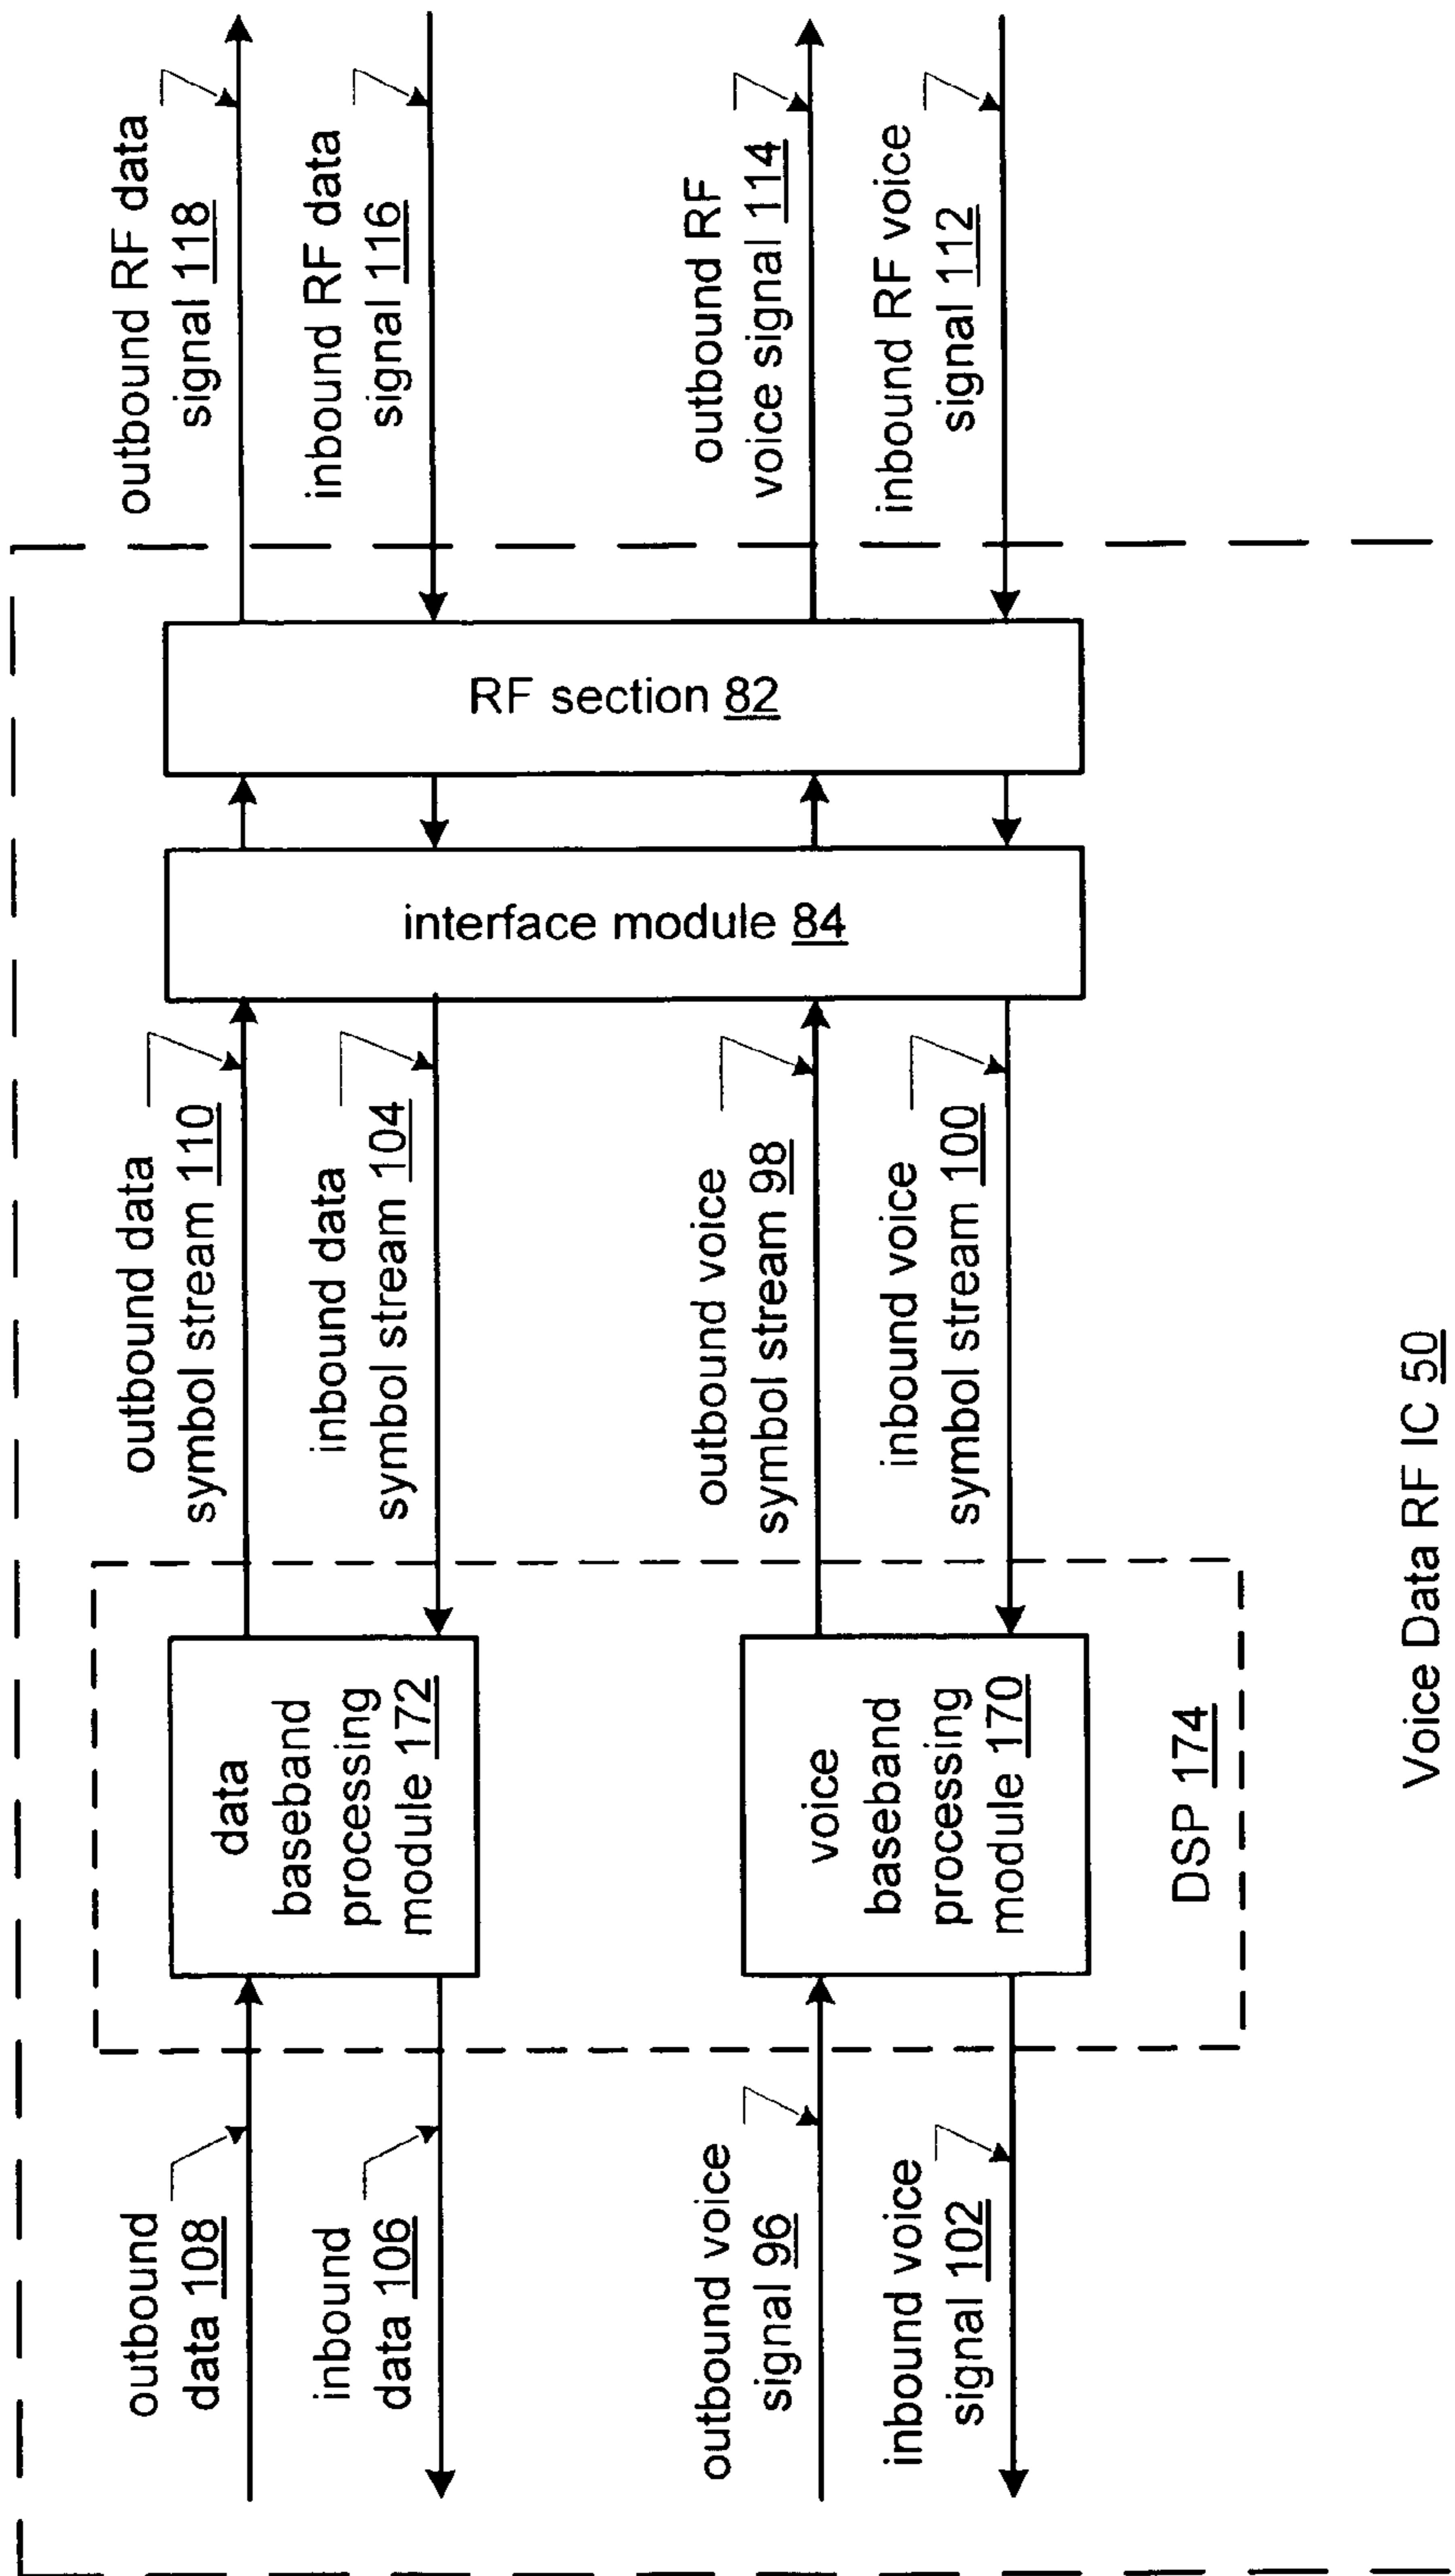 outbound
data 108
inbound
data 106
outbound voice
signal 96
inbound voice
signal 102
data
baseband
processing
module 172
voice
baseband
processing
module 170
DSP 174
outbound data
symbol stream 110
inbound data
symbol stream 104
outbound voice
symbol stream 98
inbound voice
symbol stream 100
interface module 84
RF section 82
outbound RF data
signal 118
inbound RF data
signal 116
outbound RF
voice signal 114
inbound RF voice
signal 112
Voice Data RF IC 50